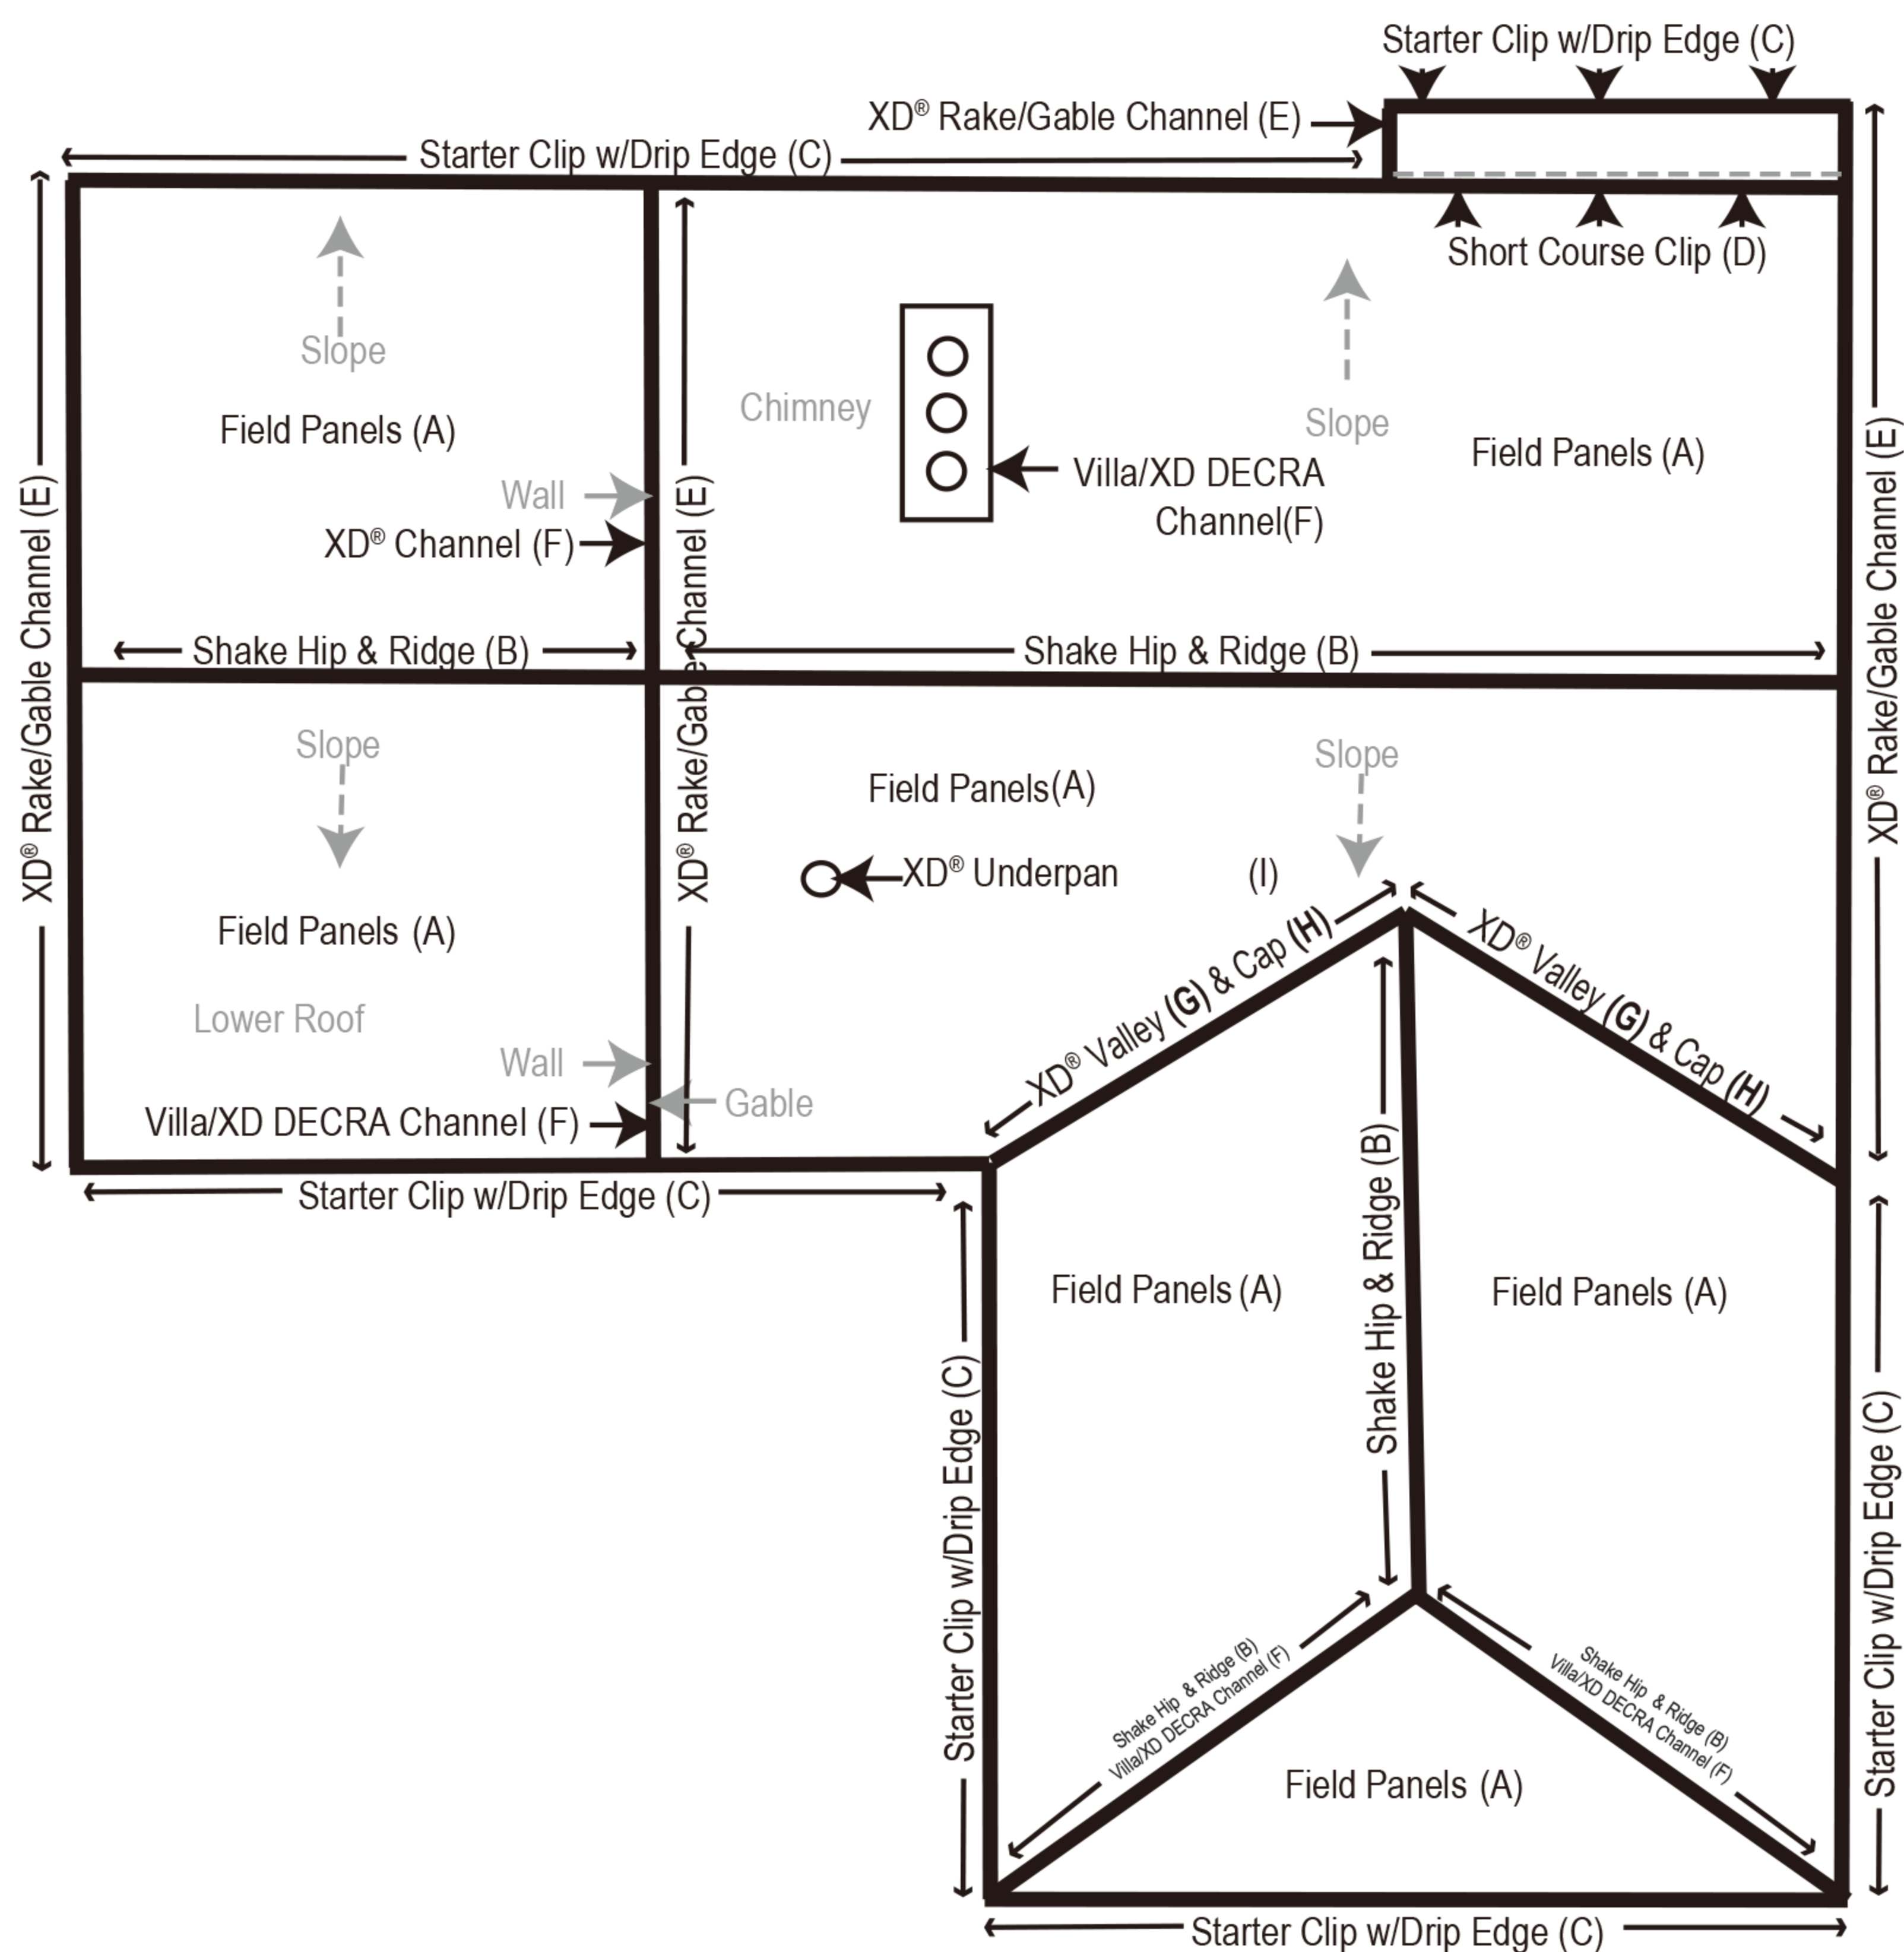 Starter Clip w/Drip Edge (C)
XD® Rake/Gable Channel (E)
Starter Clip w/Drip Edge (C)
Short Course Clip (D)
Slope
Chimney
Slope
Field Panels (A)
Field Panels (A)
Villa/XD DECRA
Channel(F)
Wall
XD® Channel (F)
XD® Rake/Gable Channel (E)
XD® Rake/Gable Channel (E)
XD® Rake/Gable Channel (E)
Shake Hip & Ridge (B)
Shake Hip & Ridge (B)
Slope
Slope
Field Panels(A)
XD® Underpan (I)
Field Panels (A)
XD® Valley (G) & Cap (H)
XD® Valley (G) & Cap (H)
Lower Roof
Wall
Gable
Villa/XD DECRA Channel (F)
Starter Clip w/Drip Edge (C)
Shake Hip & Ridge (B)
Field Panels (A)
Field Panels (A)
Starter Clip w/Drip Edge (C)
Starter Clip w/Drip Edge (C)
Shake Hip & Ridge (B)
Villa/XD DECRA Channel (F)
Shake Hip & Ridge (B)
Villa/XD DECRA Channel (F)
Field Panels (A)
Starter Clip w/Drip Edge (C)